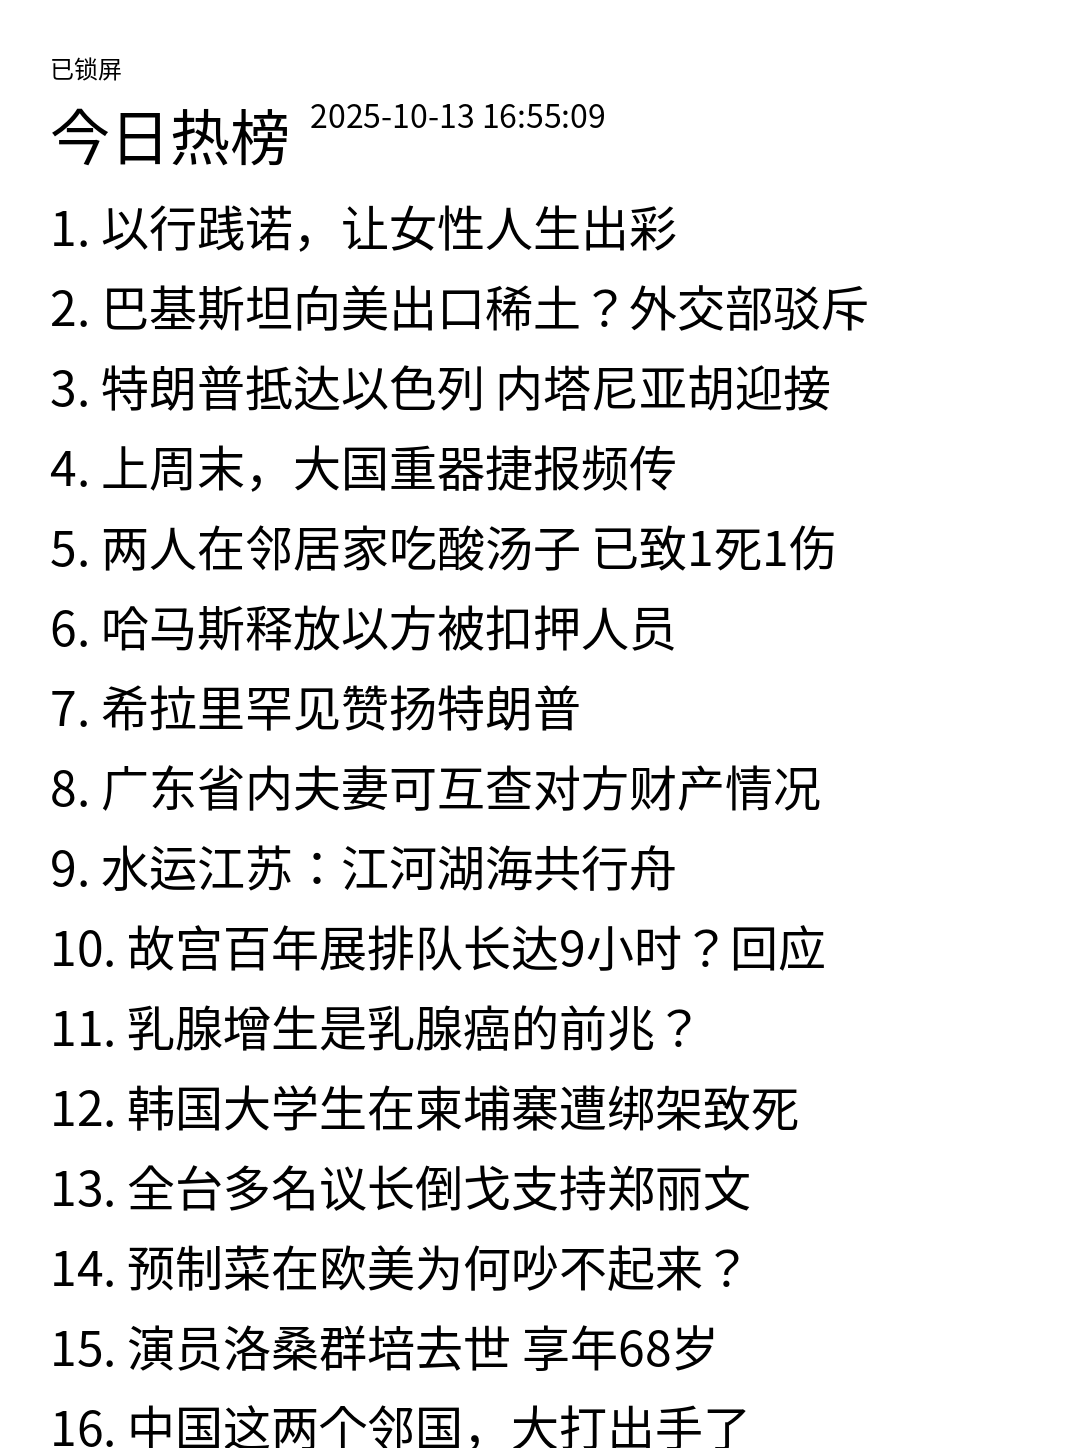 已锁屏
今日热榜 2025-10-13 16:55:09
1. 以行践诺，让女性人生出彩
2. 巴基斯坦向美出口稀土？外交部驳斥
3. 特朗普抵达以色列 内塔尼亚胡迎接
4. 上周末，大国重器捷报频传
5. 两人在邻居家吃酸汤子 已致1死1伤
6. 哈马斯释放以方被扣押人员
7. 希拉里罕见赞扬特朗普
8. 广东省内夫妻可互查对方财产情况
9. 水运江苏：江河湖海共行舟
10. 故宫百年展排队长达9小时？回应
11. 乳腺增生是乳腺癌的前兆？
12. 韩国大学生在柬埔寨遭绑架致死
13. 全台多名议长倒戈支持郑丽文
14. 预制菜在欧美为何吵不起来？
15. 演员洛桑群培去世 享年68岁
16. 中国这两个邻国，大打出手了